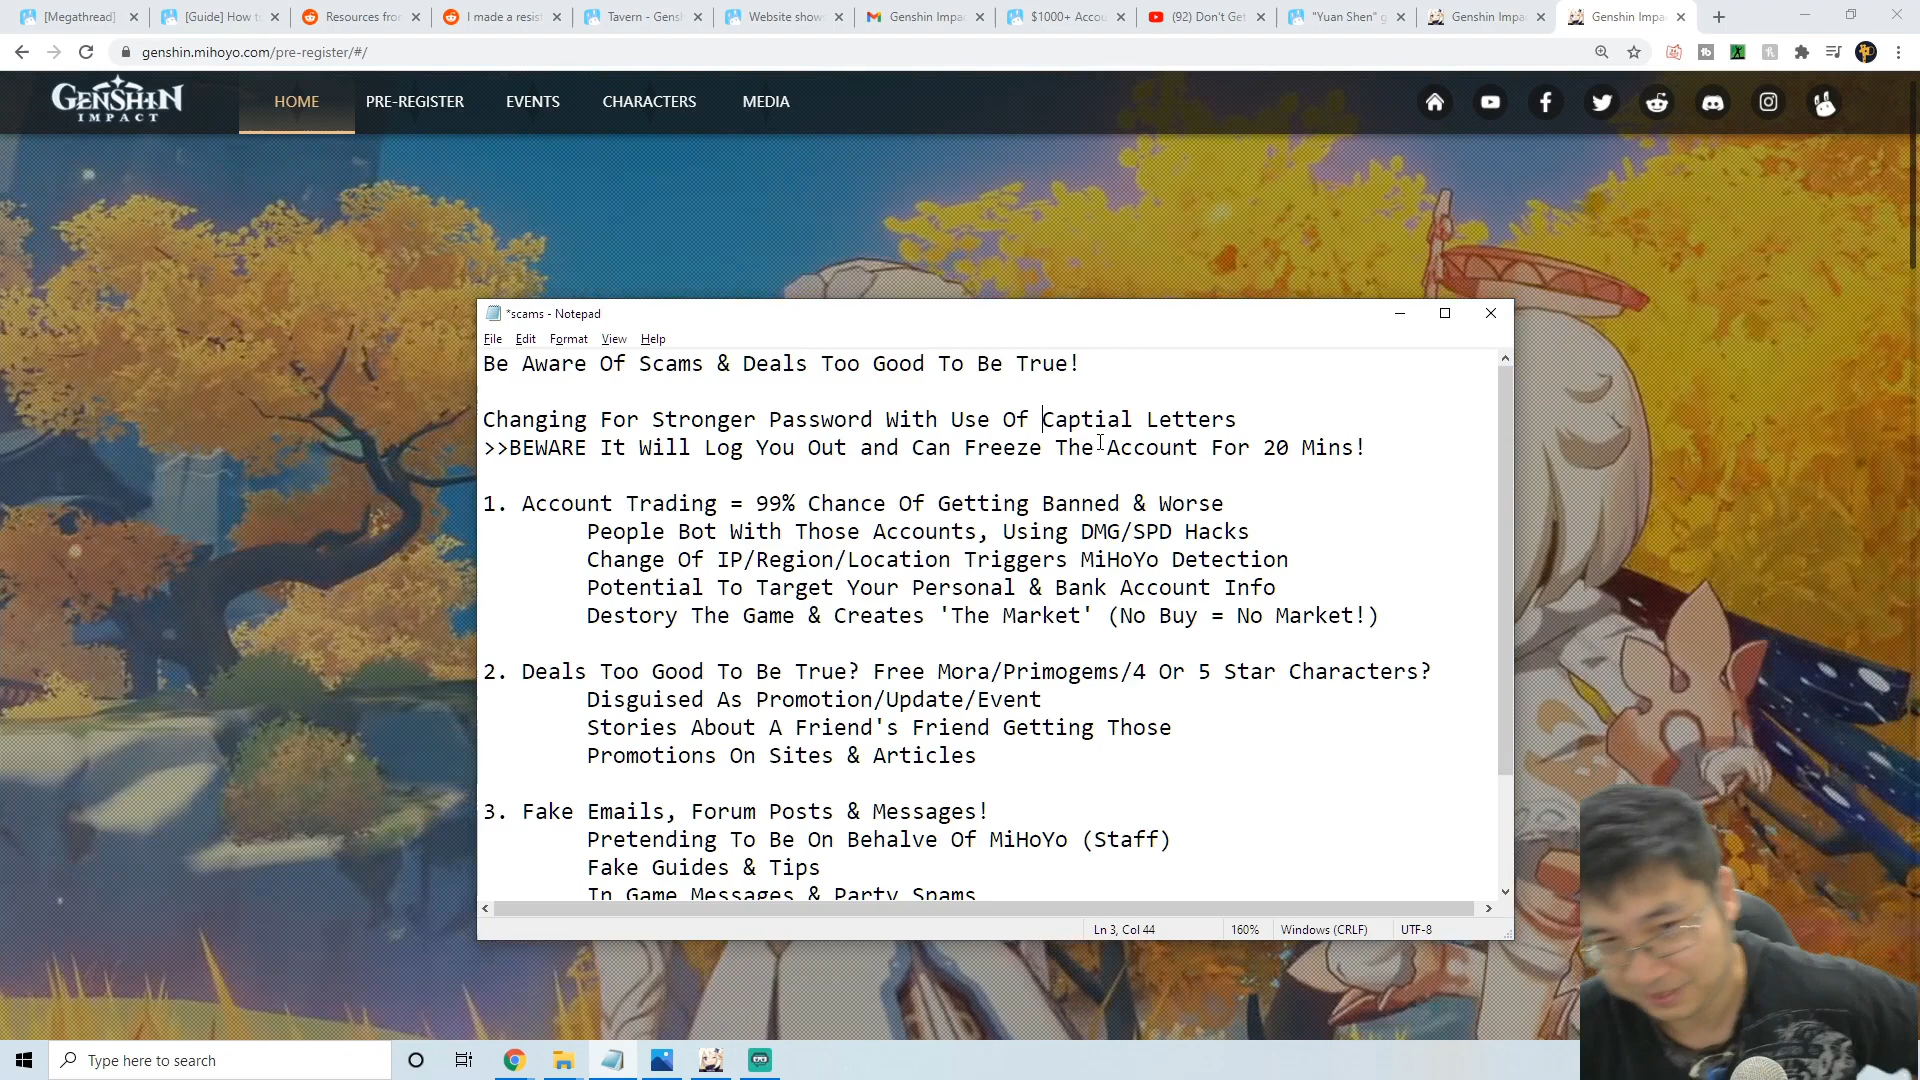 [Megathread]
[Guide] How t
Resources fro
I made a resis
Tavern - Gensh
Website show
Genshin Impac
$1000+ Accou
(92) Don't Get
"Yuan Shen" g
Genshin Impa
Genshin Impa
genshin.mihoyo.com/pre-register/#/
GENSHIN
IMPACT
HOME
PRE-REGISTER
EVENTS
CHARACTERS
MEDIA
*scams - Notepad
File Edit Format View Help
Be Aware Of Scams & Deals Too Good To Be True!
Changing For Stronger Password With Use Of Captial Letters
>>BEWARE It Will Log You Out and Can Freeze The Account For 20 Mins!
1. Account Trading = 99% Chance Of Getting Banned & Worse
People Bot With Those Accounts, Using DMG/SPD Hacks
Change Of IP/Region/Location Triggers MiHoYo Detection
Potential To Target Your Personal & Bank Account Info
Destory The Game & Creates 'The Market' (No Buy = No Market!)
2. Deals Too Good To Be True? Free Mora/Primogems/4 Or 5 Star Characters?
Disguised As Promotion/Update/Event
Stories About A Friend's Friend Getting Those
Promotions On Sites & Articles
3. Fake Emails, Forum Posts & Messages!
Pretending To Be On Behalve Of MiHoYo (Staff)
Fake Guides & Tips
In Game Messages & Party Spams
Ln 3, Col 44
160%
Windows (CRLF)
UTF-8
Type here to search